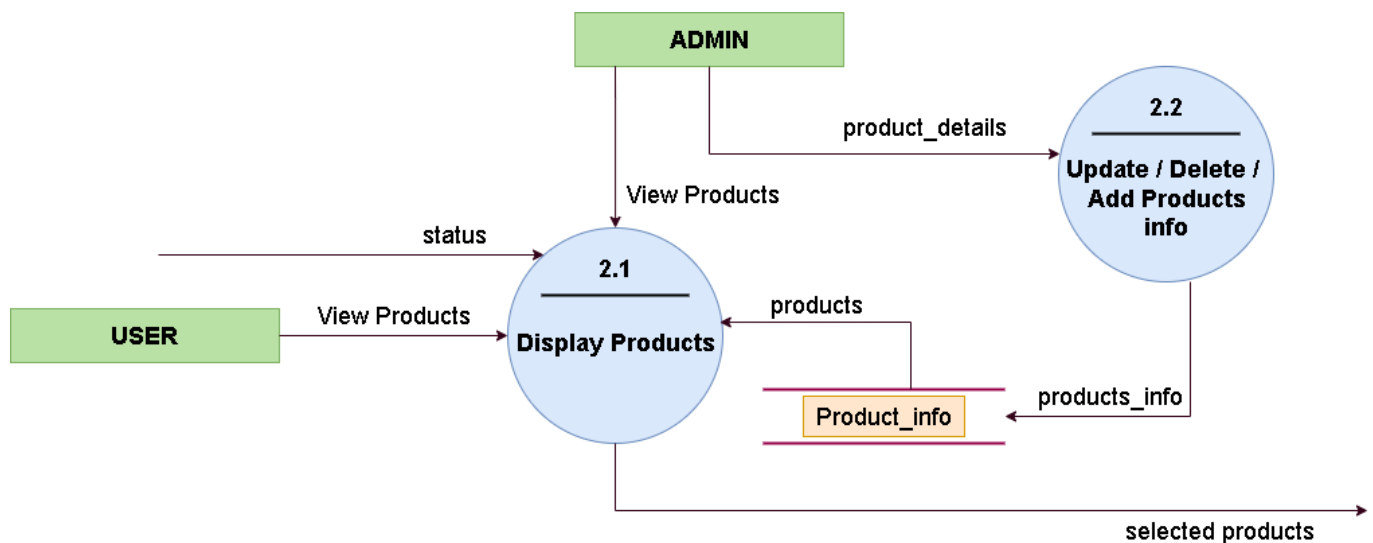 ADMIN
2.2
product_details
Update / Delete /
Add Products
info
View Products
status
2.1
products
View Products
USER
Display Products
products_info
Product_info
selected products